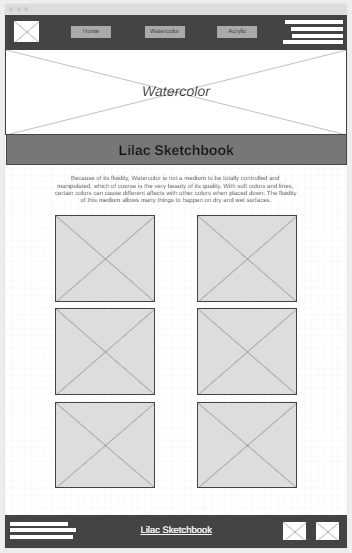 Home Watercolor Acrylic
Watercolor
Lilac Sketchbook
Because of its fluidity, Watercolor is not a medium to be totally controlled and
manipulated, which of course is the very beauty of its quality. With soft colors and lines,
certain colors can cause different affects with other colors when placed down. The fluidity
of this medium allows many things to happen on dry and wet surfaces.
Lilac Sketchbook